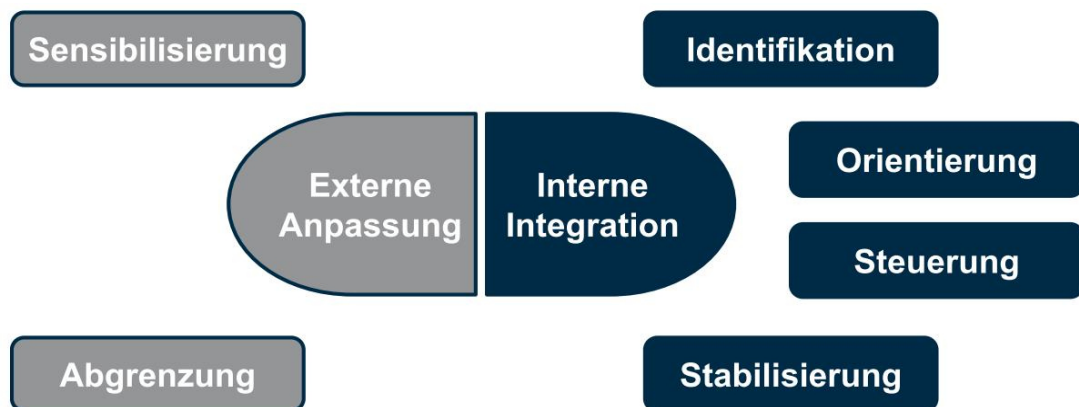 Sensibilisierung
Identifikation
Externe
Anpassung
Interne
Integration
Orientierung
Steuerung
Abgrenzung
Stabilisierung